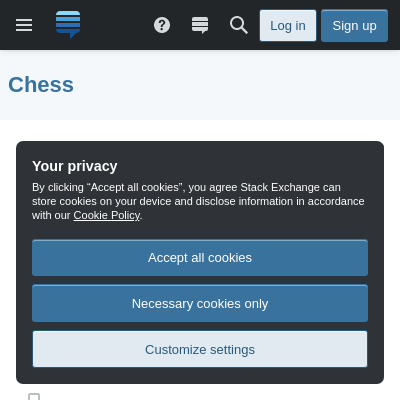 Log in
Sign up
Chess
Your privacy
By clicking “Accept all cookies”, you agree Stack Exchange can
store cookies on your device and disclose information in accordance
with our Cookie Policy.
Accept all cookies
Necessary cookies only
Customize settings